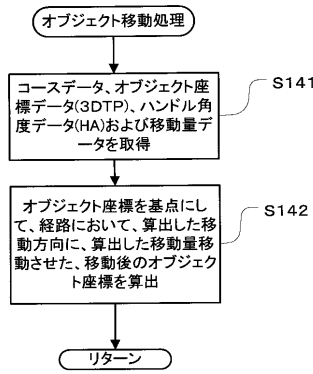 オブジェクト移動処理
コースデータ、オブジェクト座
標データ(3DTP)、ハンドル角
度データ(HA)および移動量デ
ータを取得
S141
オブジェクト座標を基点にし
て、経路において、算出した移
動方向に、算出した移動量移
動させた、移動後のオブジェク
ト座標を算出
S142
リターン